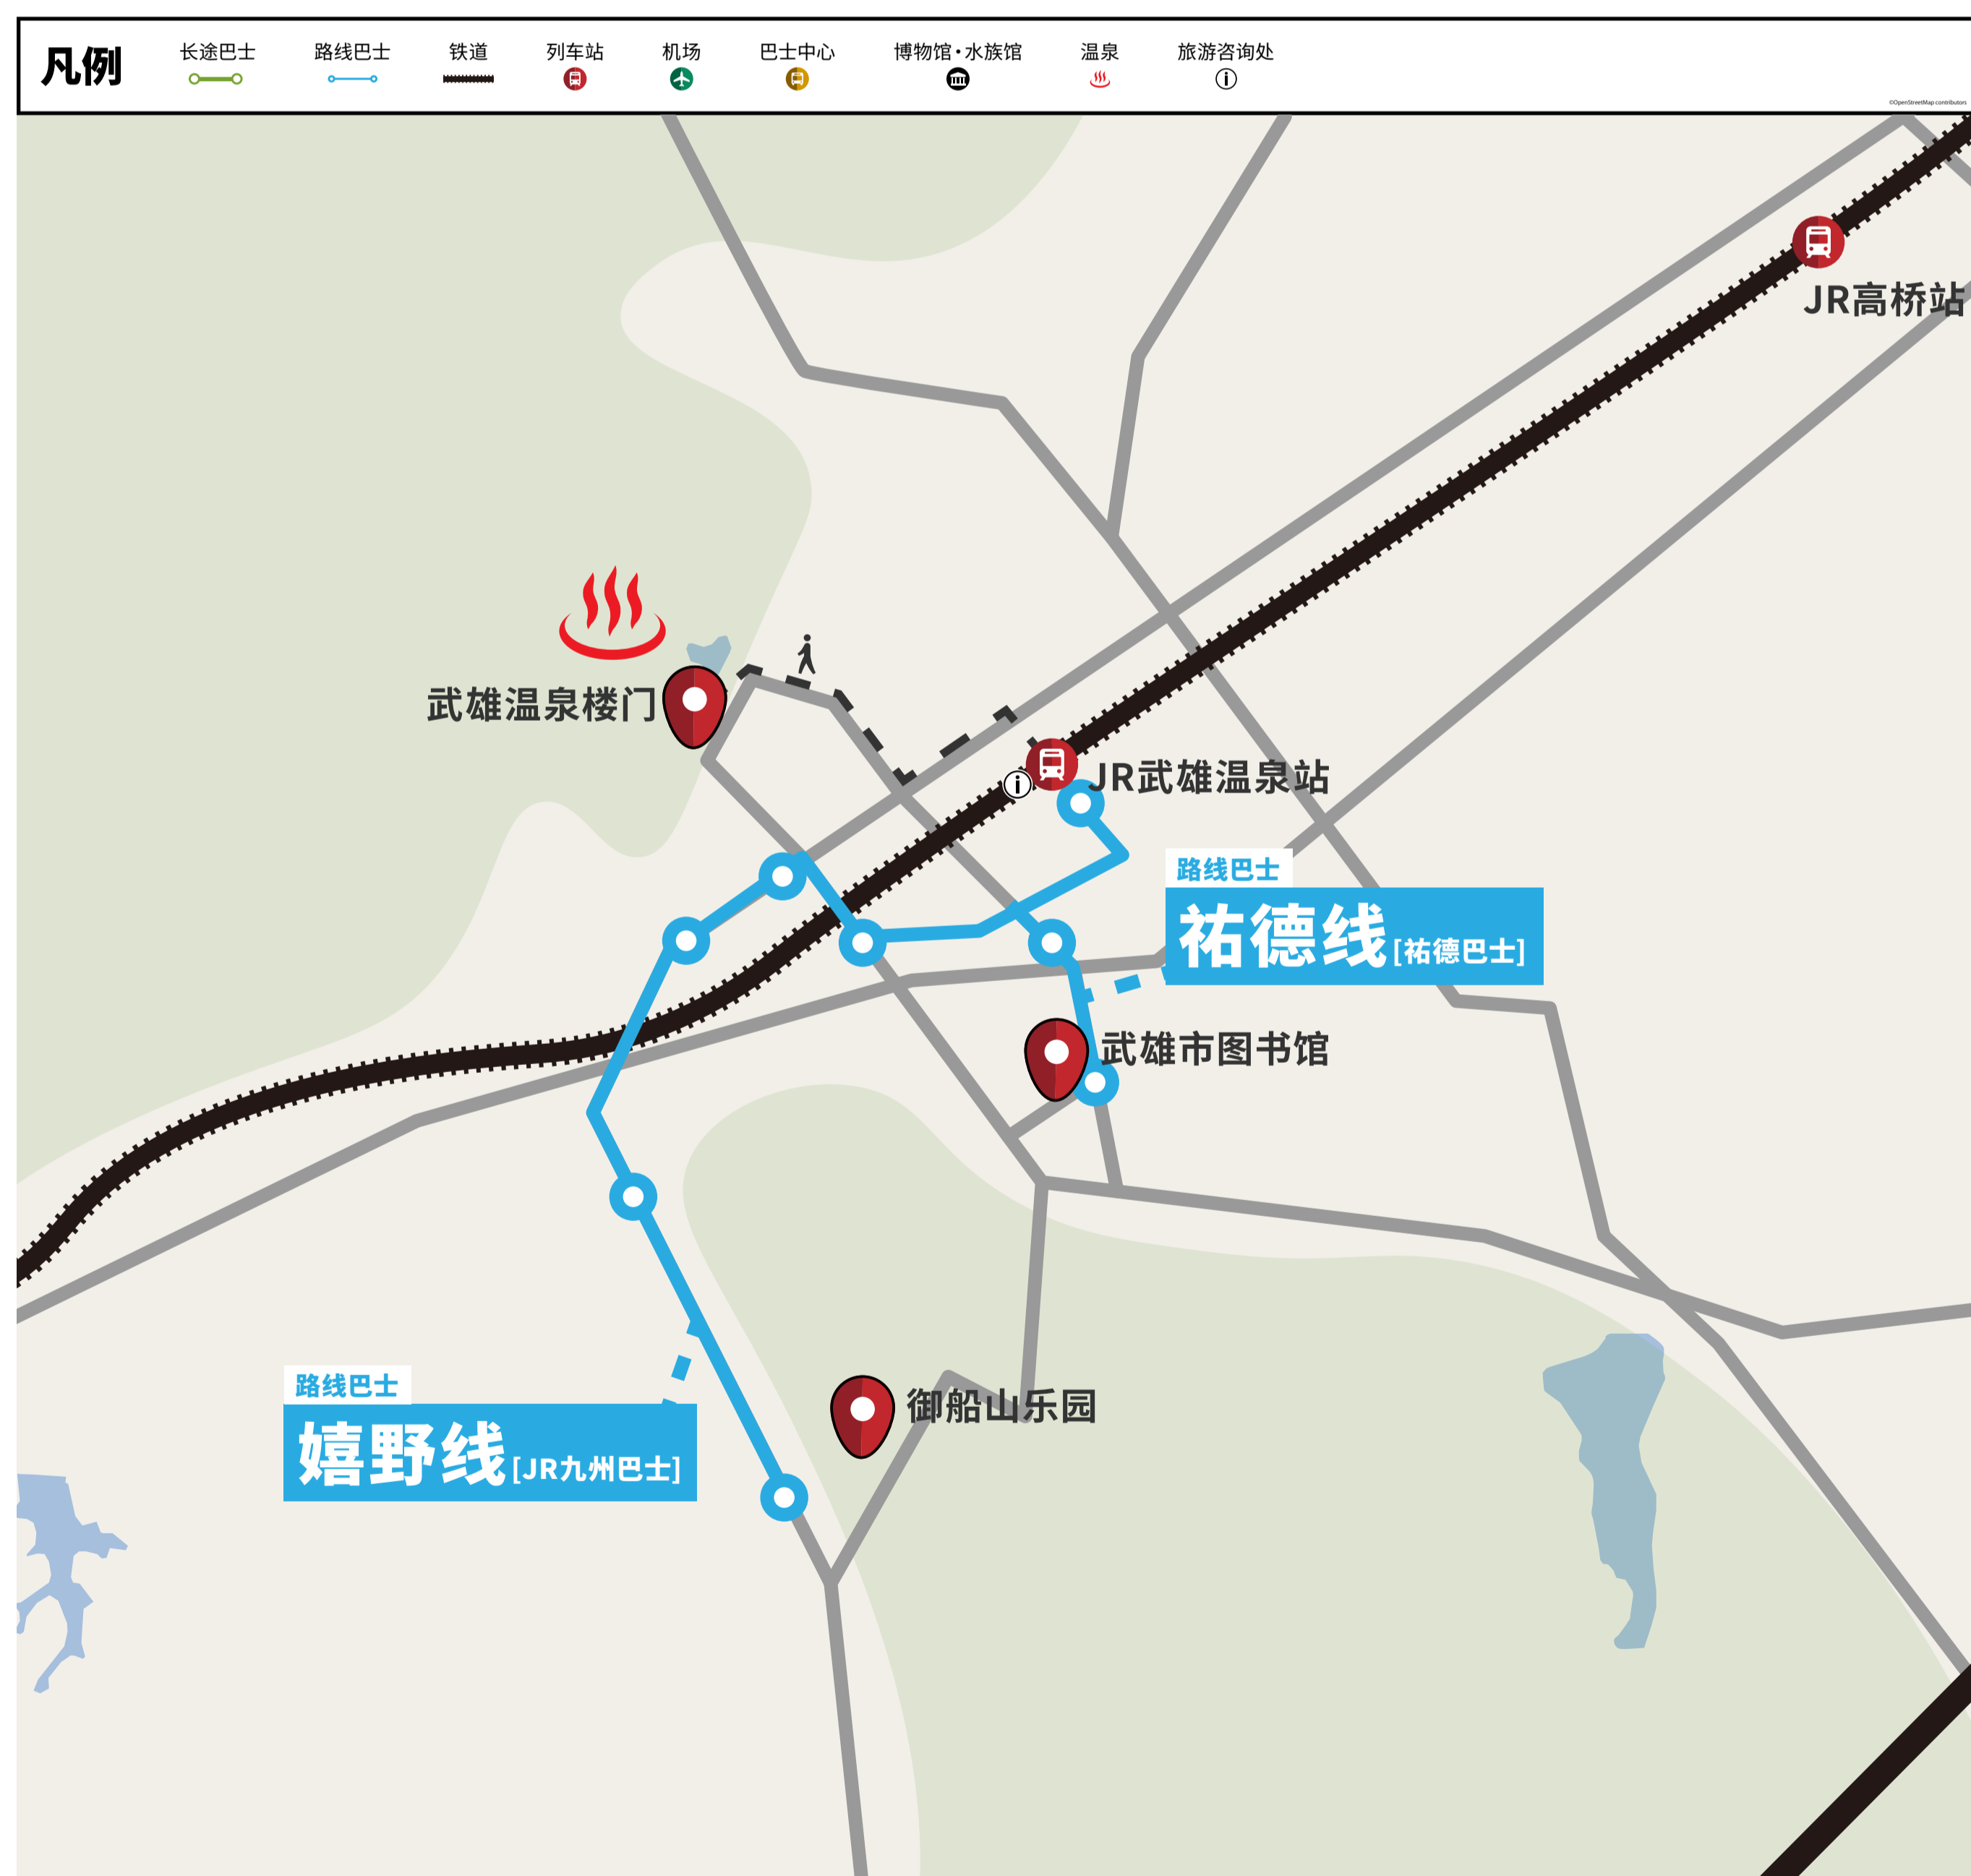 凡例
长途巴士
路线巴士
铁道
列车站
机场
巴士中心
博物馆·水族馆
温泉
旅游咨询处
©OpenStreetMap contributors
JR高桥站
武雄温泉楼门
JR武雄温泉站
路线巴士
祐德线[祐德巴士]
武雄市图书馆
路线巴士
嬉野线[JR九州巴士]
御船山乐园